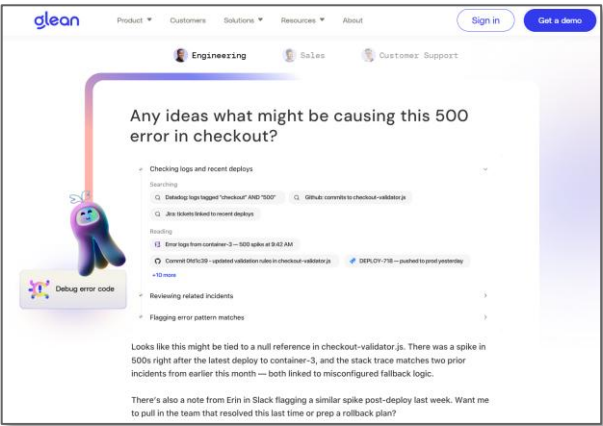 glean
Product Customers Solutions Resources About
Sign in
Get a demo
Engineering Sales Customer Support
Any ideas what might be causing this 500
error in checkout?
Checking logs and recent deploys
Searching
Datadog: logs tagged "checkout" AND "500"
Github: commits to checkout-validator.js
Jira: tickets linked to recent deploys
Reading
Error logs from container-3 — 500 spike at 9:42 AM
Commit 0fd1c39 - updated validation rules in checkout-validator.js
DEPLOY-718 — pushed to prod yesterday
+10 more
Debug error code
Reviewing related incidents
Flagging error pattern matches
Looks like this might be tied to a null reference in checkout-validator.js. There was a spike in
500s right after the latest deploy to container-3, and the stack trace matches two prior
incidents from earlier this month — both linked to misconfigured fallback logic.
There's also a note from Erin in Slack flagging a similar spike post-deploy last week. Want me
to pull in the team that resolved this last time or prep a rollback plan?